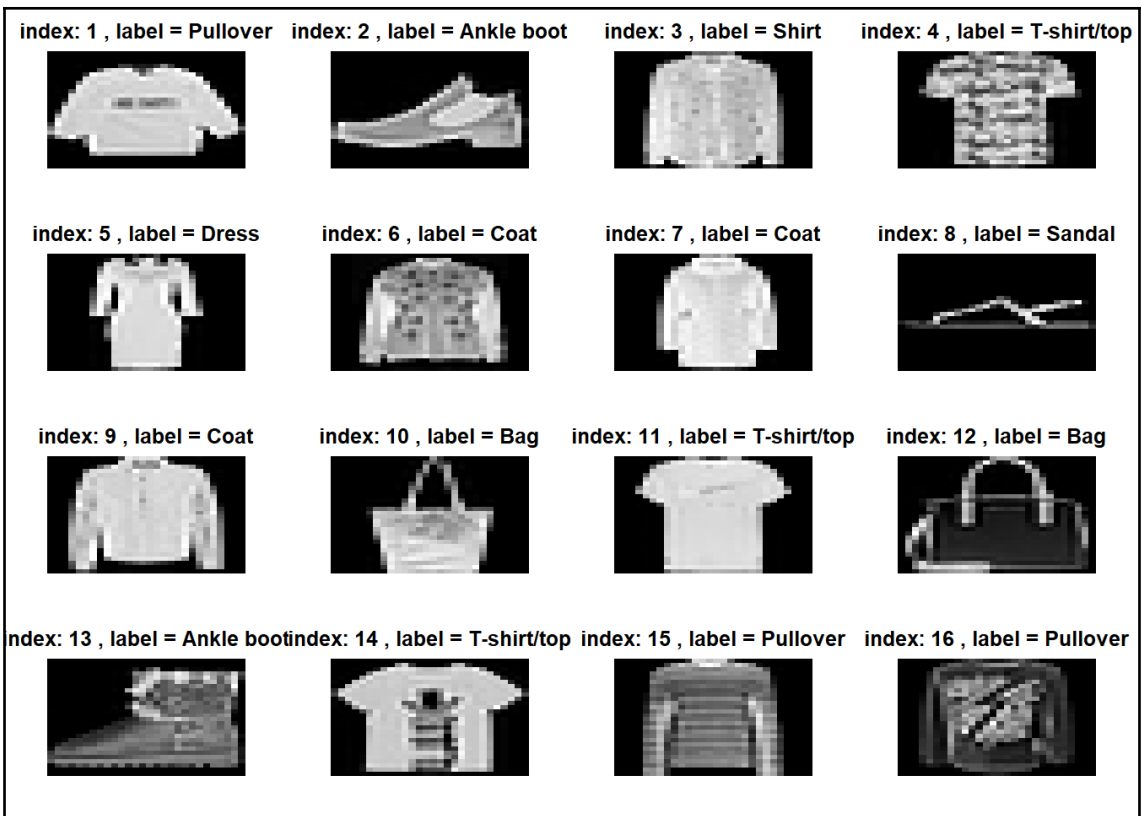 index: 1 , label = Pullover
index: 2 , label = Ankle boot
index: 3 , label = Shirt
index: 4 , label = T-shirt/top
index: 5 , label = Dress
index: 6 , label = Coat
index: 7 , label = Coat
index: 8 , label = Sandal
index: 9 , label = Coat
index: 10 , label = Bag
index: 11 , label = T-shirt/top
index: 12 , label = Bag
index: 13 , label = Ankle boot
index: 14 , label = T-shirt/top
index: 15 , label = Pullover
index: 16 , label = Pullover